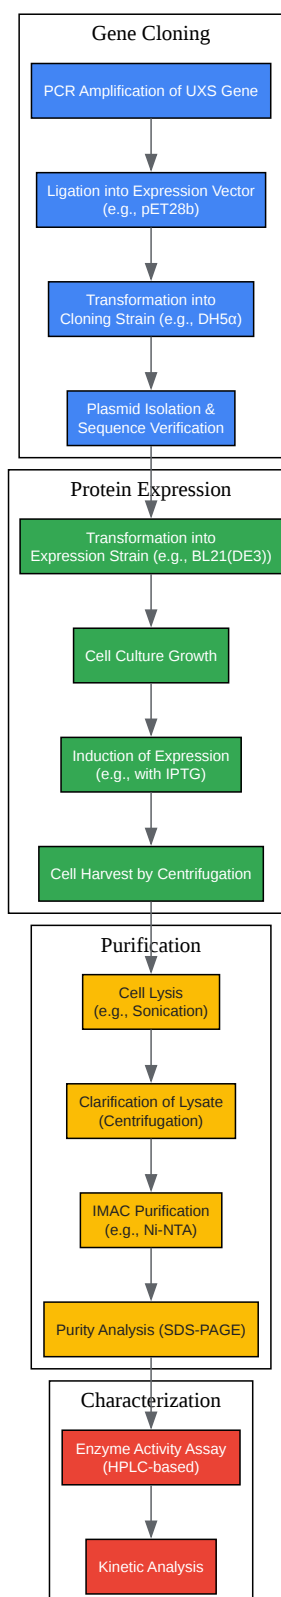 Gene Cloning
PCR Amplification of UXS Gene
Ligation into Expression Vector
(e.g., pET28b)
Transformation into
Cloning Strain (e.g., DH5α)
Plasmid Isolation &
Sequence Verification
Protein Expression
Transformation into
Expression Strain (e.g., BL21(DE3))
Cell Culture Growth
Induction of Expression
(e.g., with IPTG)
Cell Harvest by Centrifugation
Purification
Cell Lysis
(e.g., Sonication)
Clarification of Lysate
(Centrifugation)
IMAC Purification
(e.g., Ni-NTA)
Purity Analysis (SDS-PAGE)
Characterization
Enzyme Activity Assay
(HPLC-based)
Kinetic Analysis